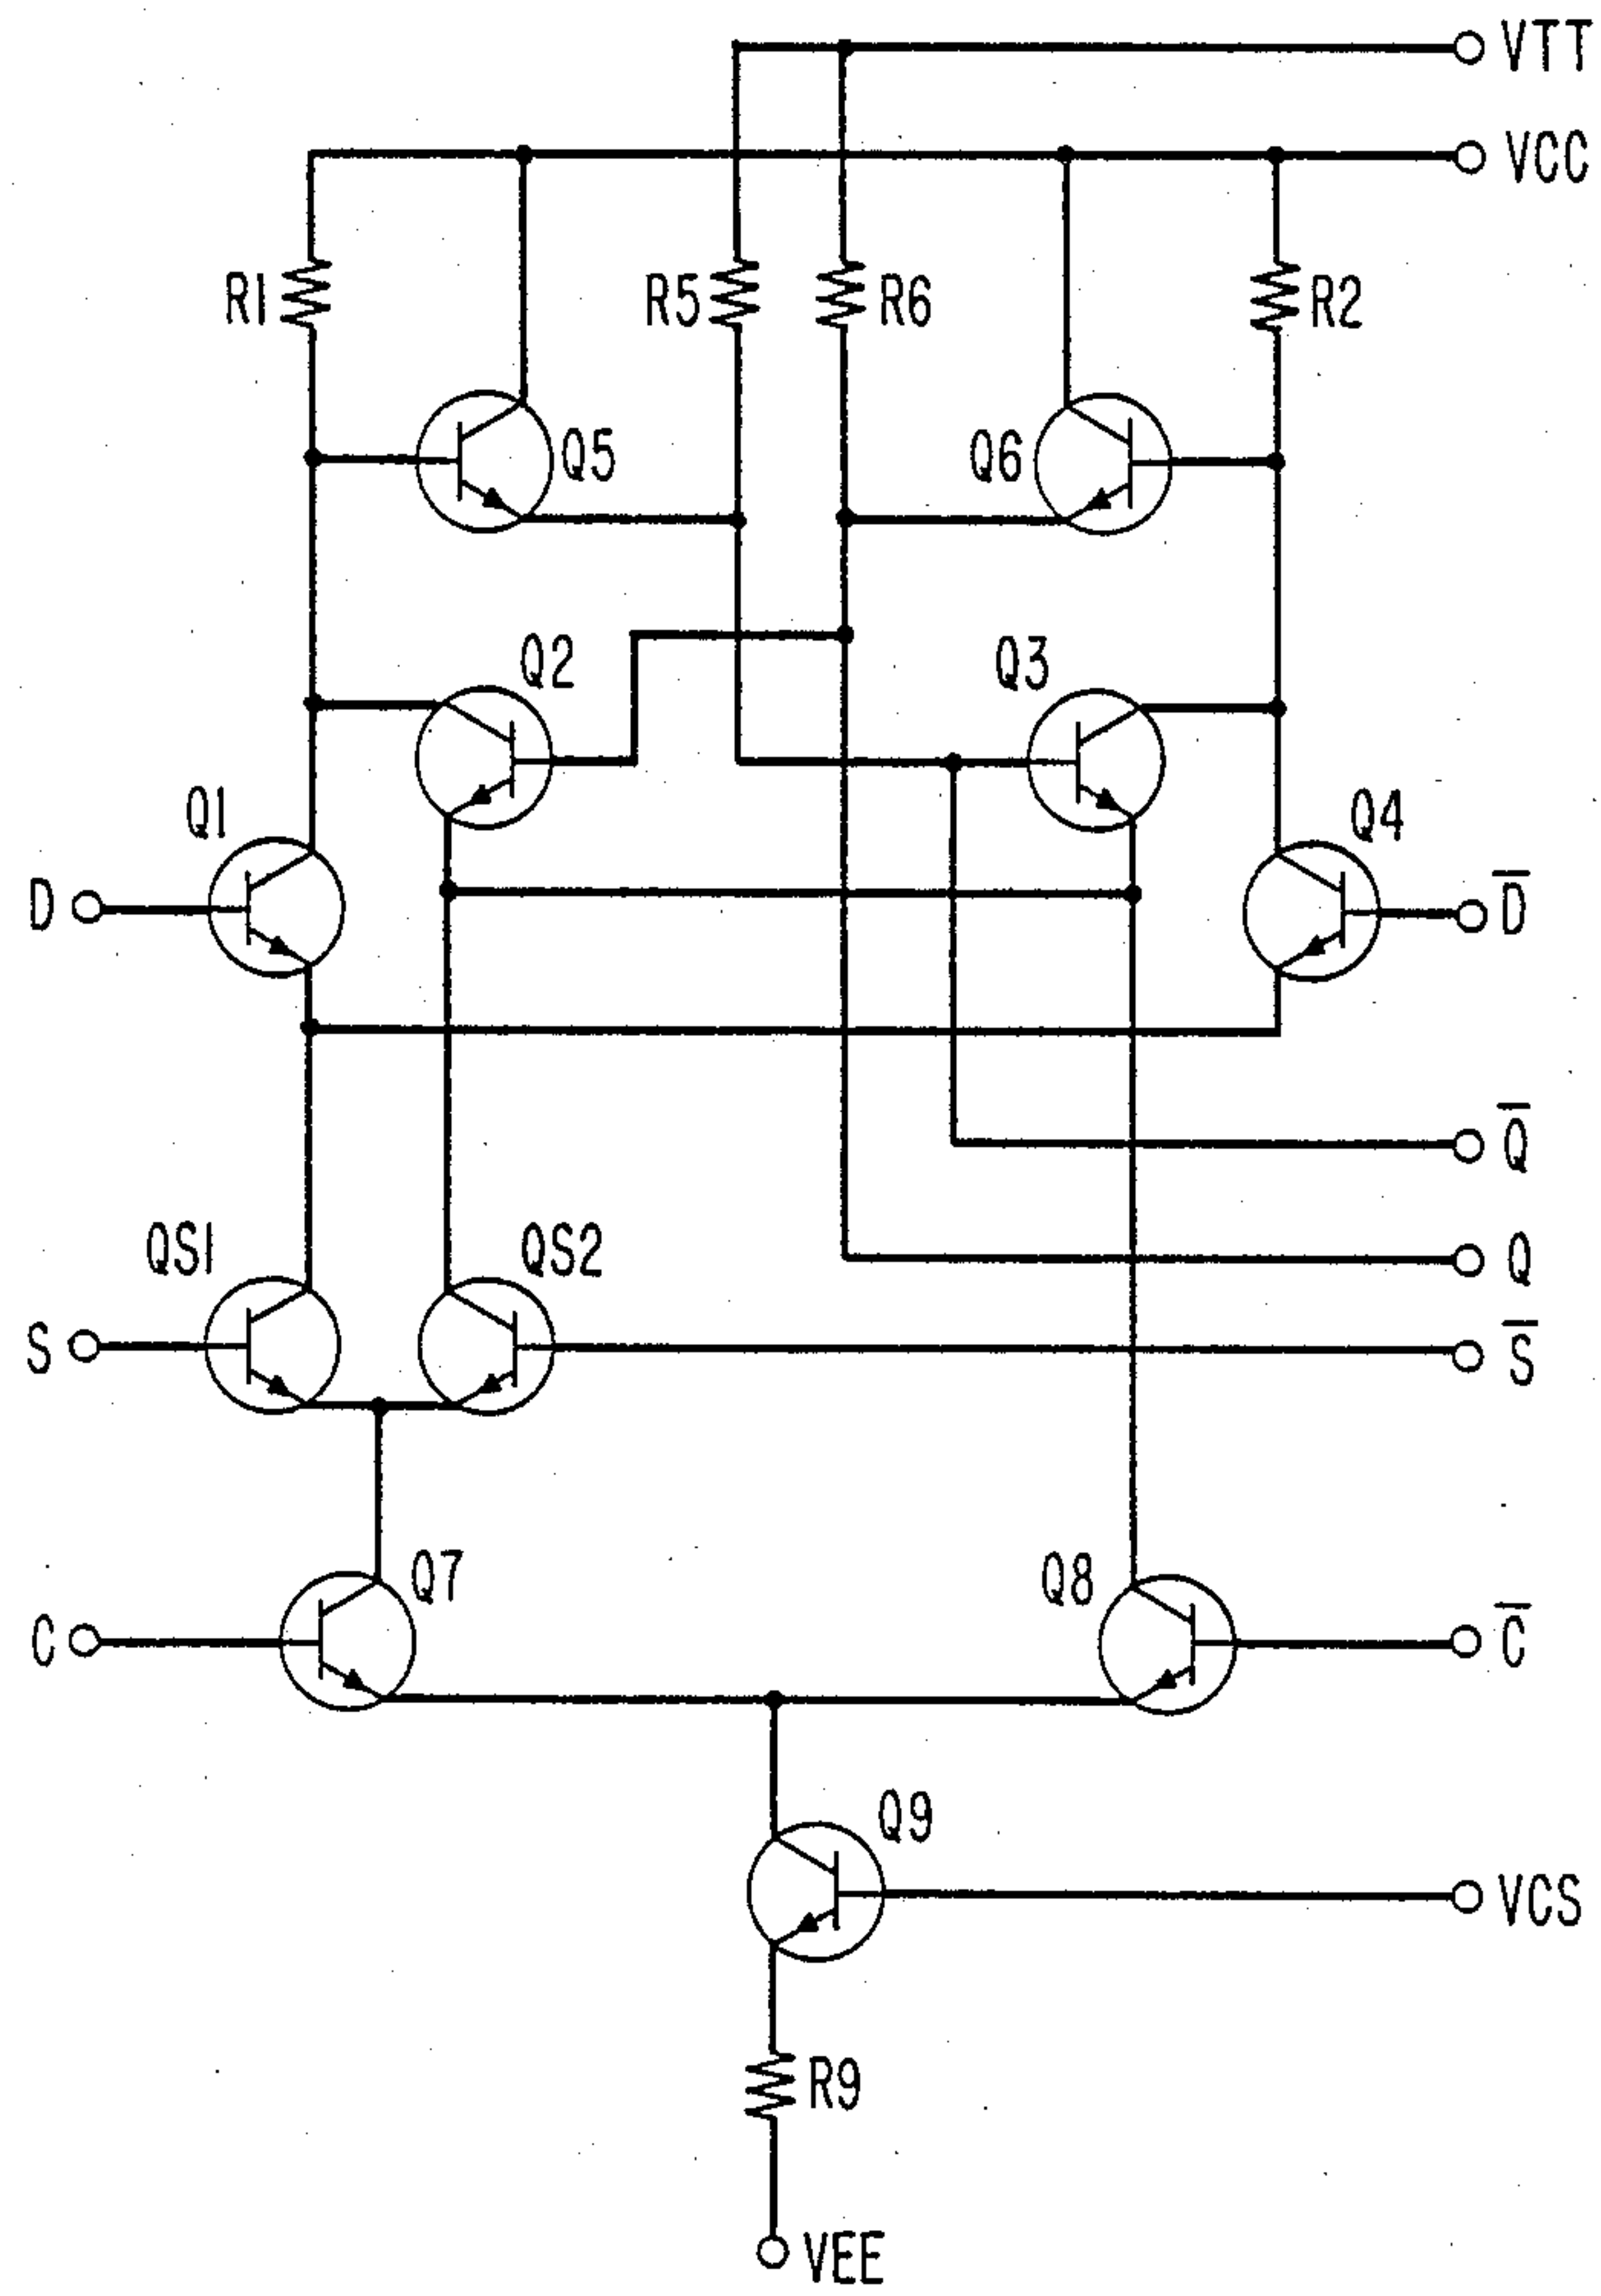 VTT
VCC
R1
R5
R6
R2
Q5
Q6
Q2
Q3
Q1
Q4
D
D̅
Q̅
QS1
QS2
Q
S
S̅
Q7
Q8
C
C̅
Q9
VCS
R9
VEE